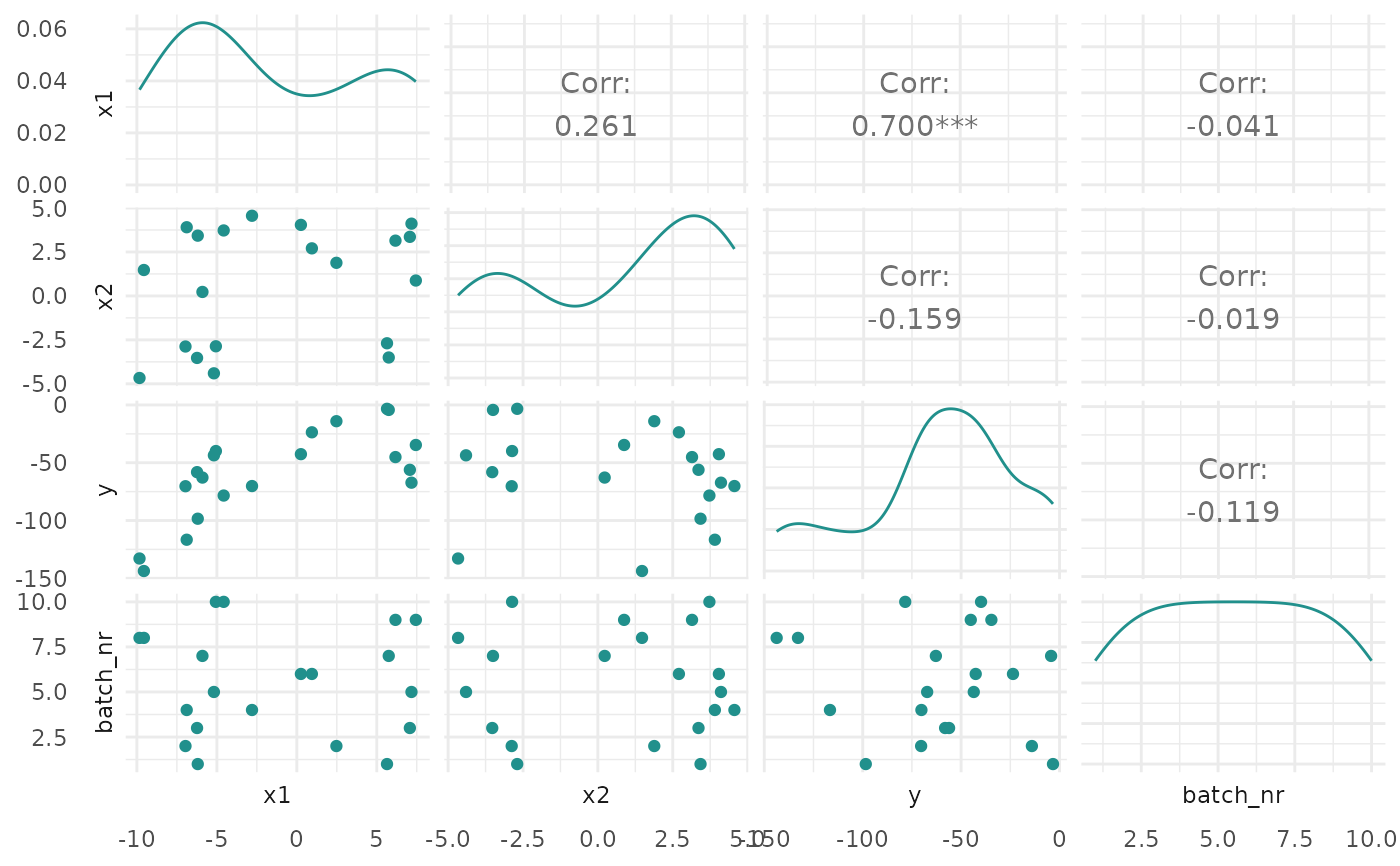 0.06
0.04
0.02
0.00
x1
Corr:
0.261
Corr:
0.700***
Corr:
-0.041
5.0
2.5
0.0
-2.5
-5.0
x2
Corr:
-0.159
Corr:
-0.019
0
-50
-100
-150
y
Corr:
-0.119
10.0
7.5
5.0
2.5
batch_nr
x1
x2
y
batch_nr
-10 -5 0 5
-5.0 -2.5 0.0 2.5 5.0
-150 -100 -50 0
2.5 5.0 7.5 10.0